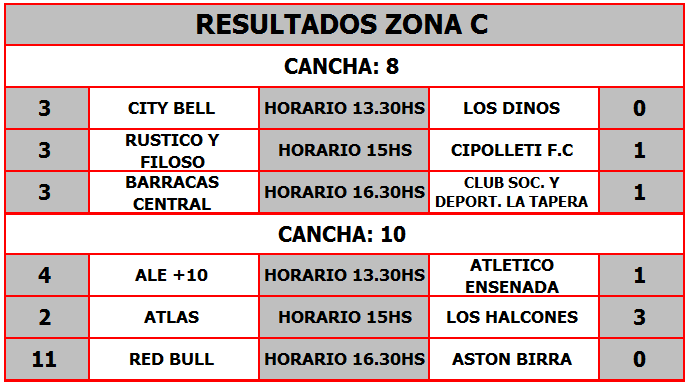 RESULTADOS ZONA C
CANCHA: 8
3 CITY BELL HORARIO 13.30HS LOS DINOS 0
3 RUSTICO Y FILOSO HORARIO 15HS CIPOLLETI F.C 1
3 BARRACAS CENTRAL HORARIO 16.30HS CLUB SOC. Y DEPORT. LA TAPERA 1
CANCHA: 10
4 ALE +10 HORARIO 13.30HS ATLETICO ENSENADA 1
2 ATLAS HORARIO 15HS LOS HALCONES 3
11 RED BULL HORARIO 16.30HS ASTON BIRRA 0